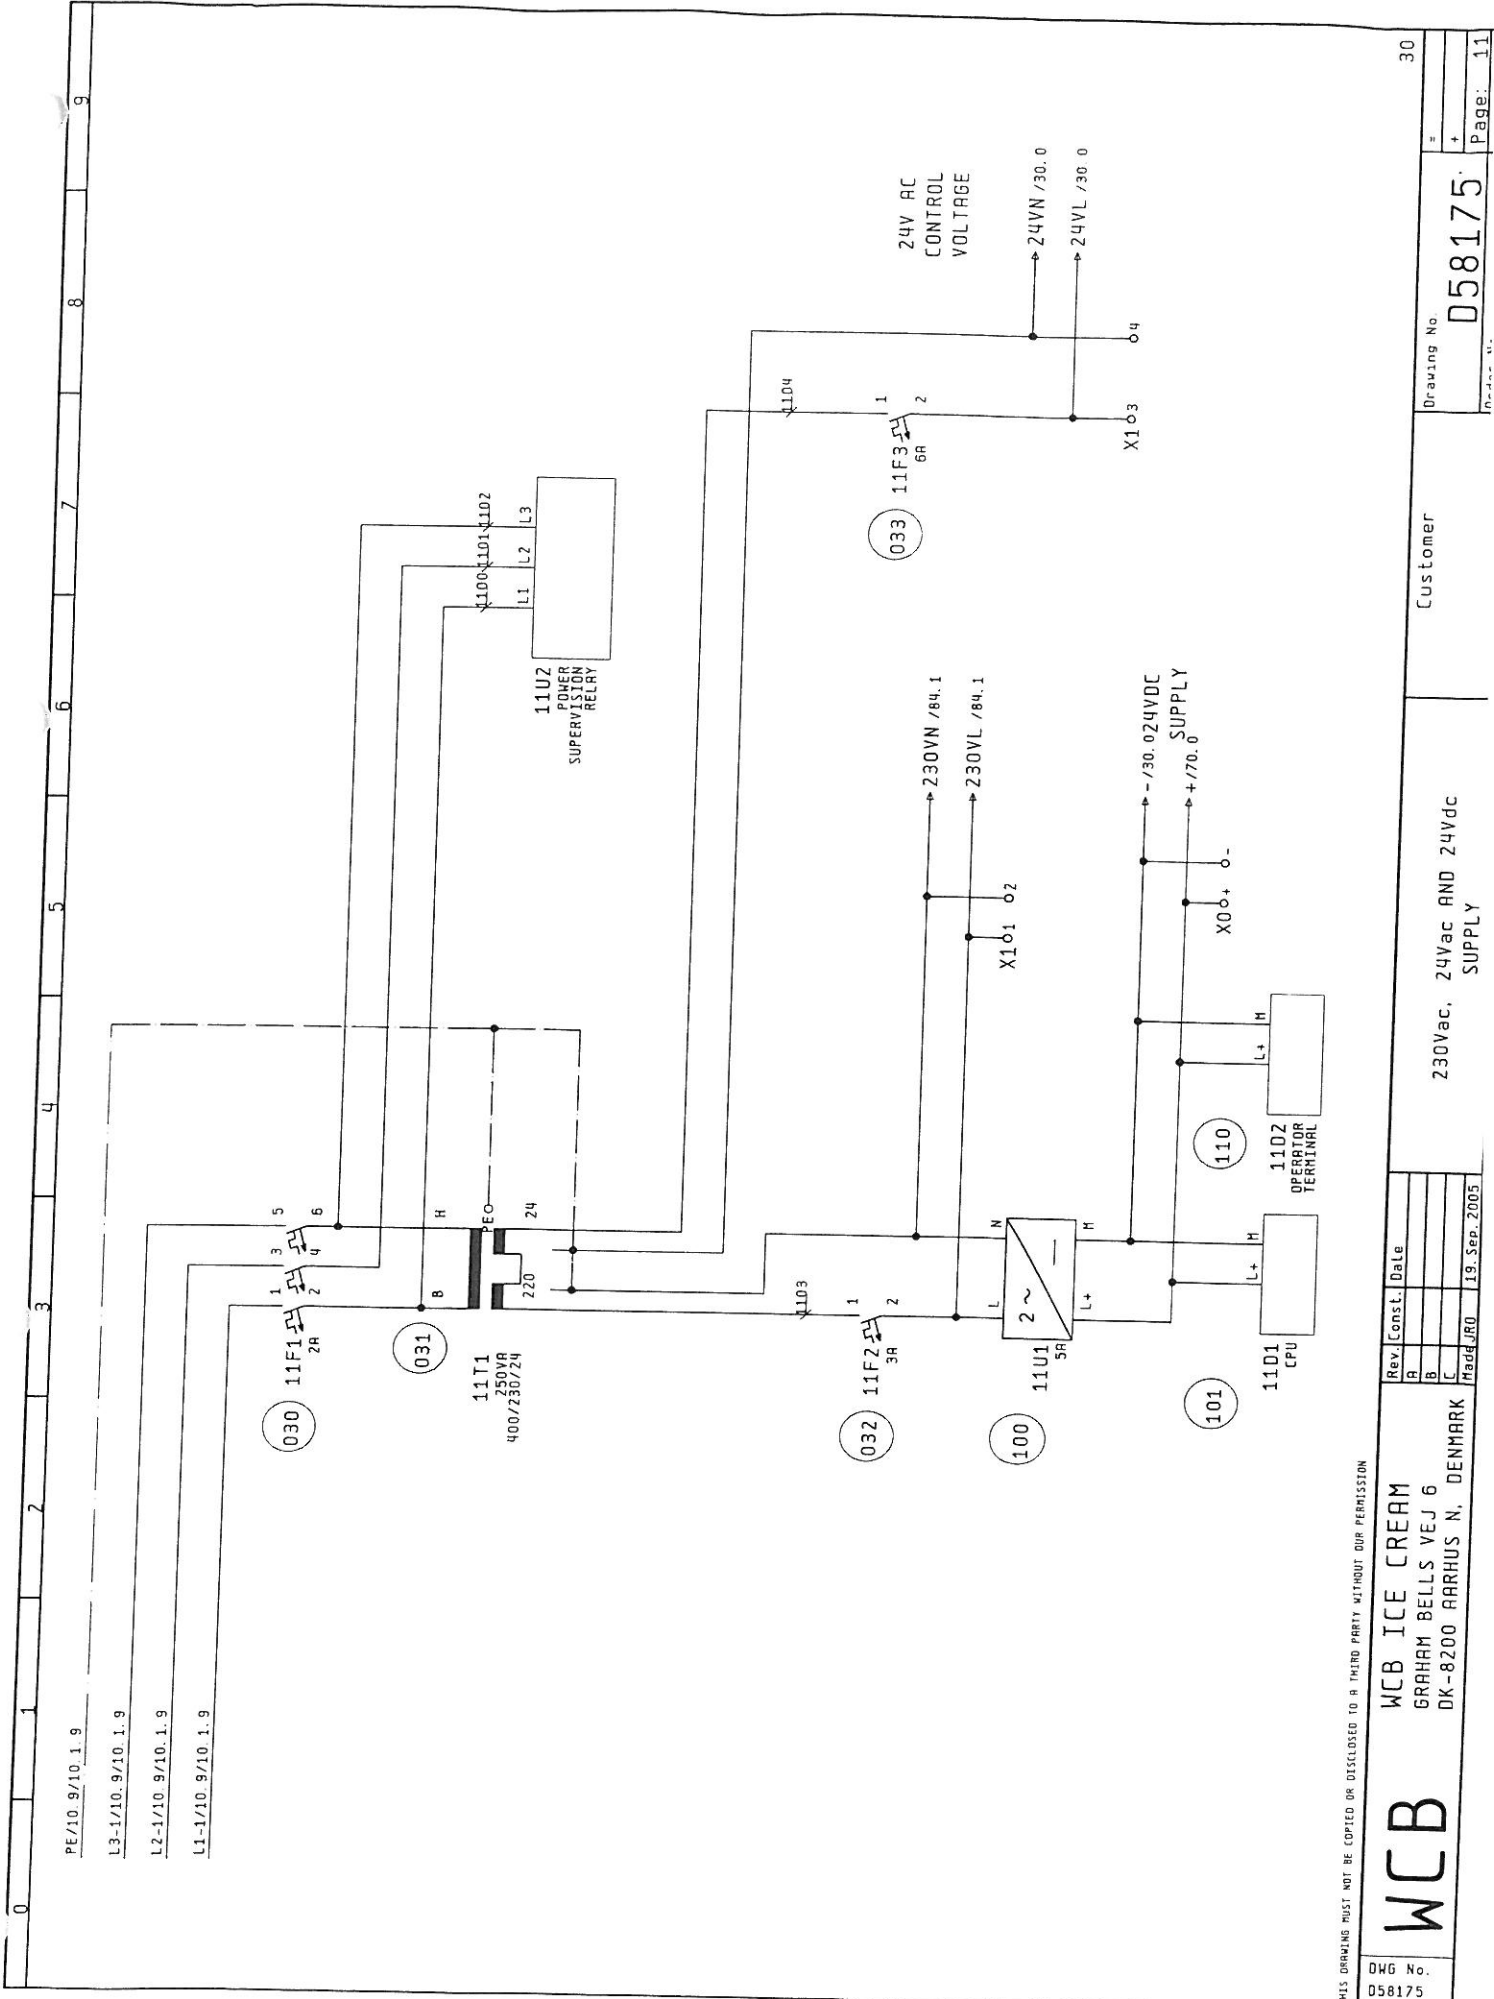 0 1 2 3 4 5 6 7 8 9
PE/10.9/10.1.9
L3-1/10.9/10.1.9
L2-1/10.9/10.1.9
L1-1/10.9/10.1.9
030
11F1
2A
1 3 5
2 4 6
031
B H
11T1
250VA
400/230/24
PE
220 24
1100 1101 1102
L1 L2 L3
11U2
POWER
SUPERVISION
RELAY
1103
1104
032
11F2
3A
1
2
033
11F3
6A
1
2
24V AC
CONTROL
VOLTAGE
24VN /30.0
24VL /30.0
X1 3 4
230VN /84.1
230VL /84.1
X1 1 2
100
11U1
5A
L N
2 ~
L+ M
- /30.0 24VDC
SUPPLY
+ /70.0
X0 + -
101
11D1
CPU
L+ M
110
11D2
OPERATOR
TERMINAL
L+ M
30
HIS DRAWING MUST NOT BE COPIED OR DISCLOSED TO A THIRD PARTY WITHOUT OUR PERMISSION
DWG No.
D58175
WCB
WCB ICE CREAM
GRAHAM BELLS VEJ 6
DK-8200 AARHUS N, DENMARK
Rev. Const. Date
A
B
C
Made JRO 19.Sep.2005
230Vac, 24Vac AND 24Vdc
SUPPLY
Customer
Drawing No.
D58175
=
+
Page: 11